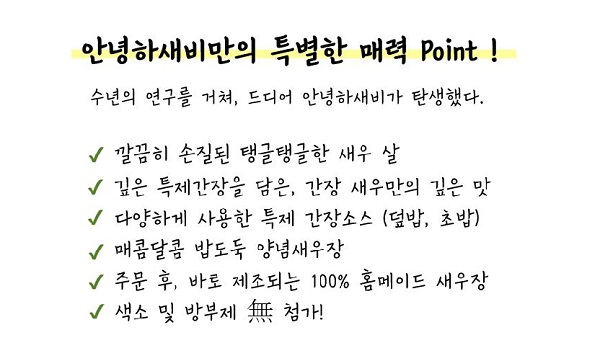 안녕하새비만의 특별한 매력 Point !
수년의 연구를 거쳐, 드디어 안녕하새비가 탄생했다.
✓ 깔끔히 손질된 탱글탱글한 새우 살
✓ 깊은 특제간장을 담은, 간장 새우만의 깊은 맛
✓ 다양하게 사용한 특제 간장소스 (덮밥, 초밥)
✓ 매콤달콤 밥도둑 양념새우장
✓ 주문 후, 바로 제조되는 100% 홈메이드 새우장
✓ 색소 및 방부제 無 첨가!